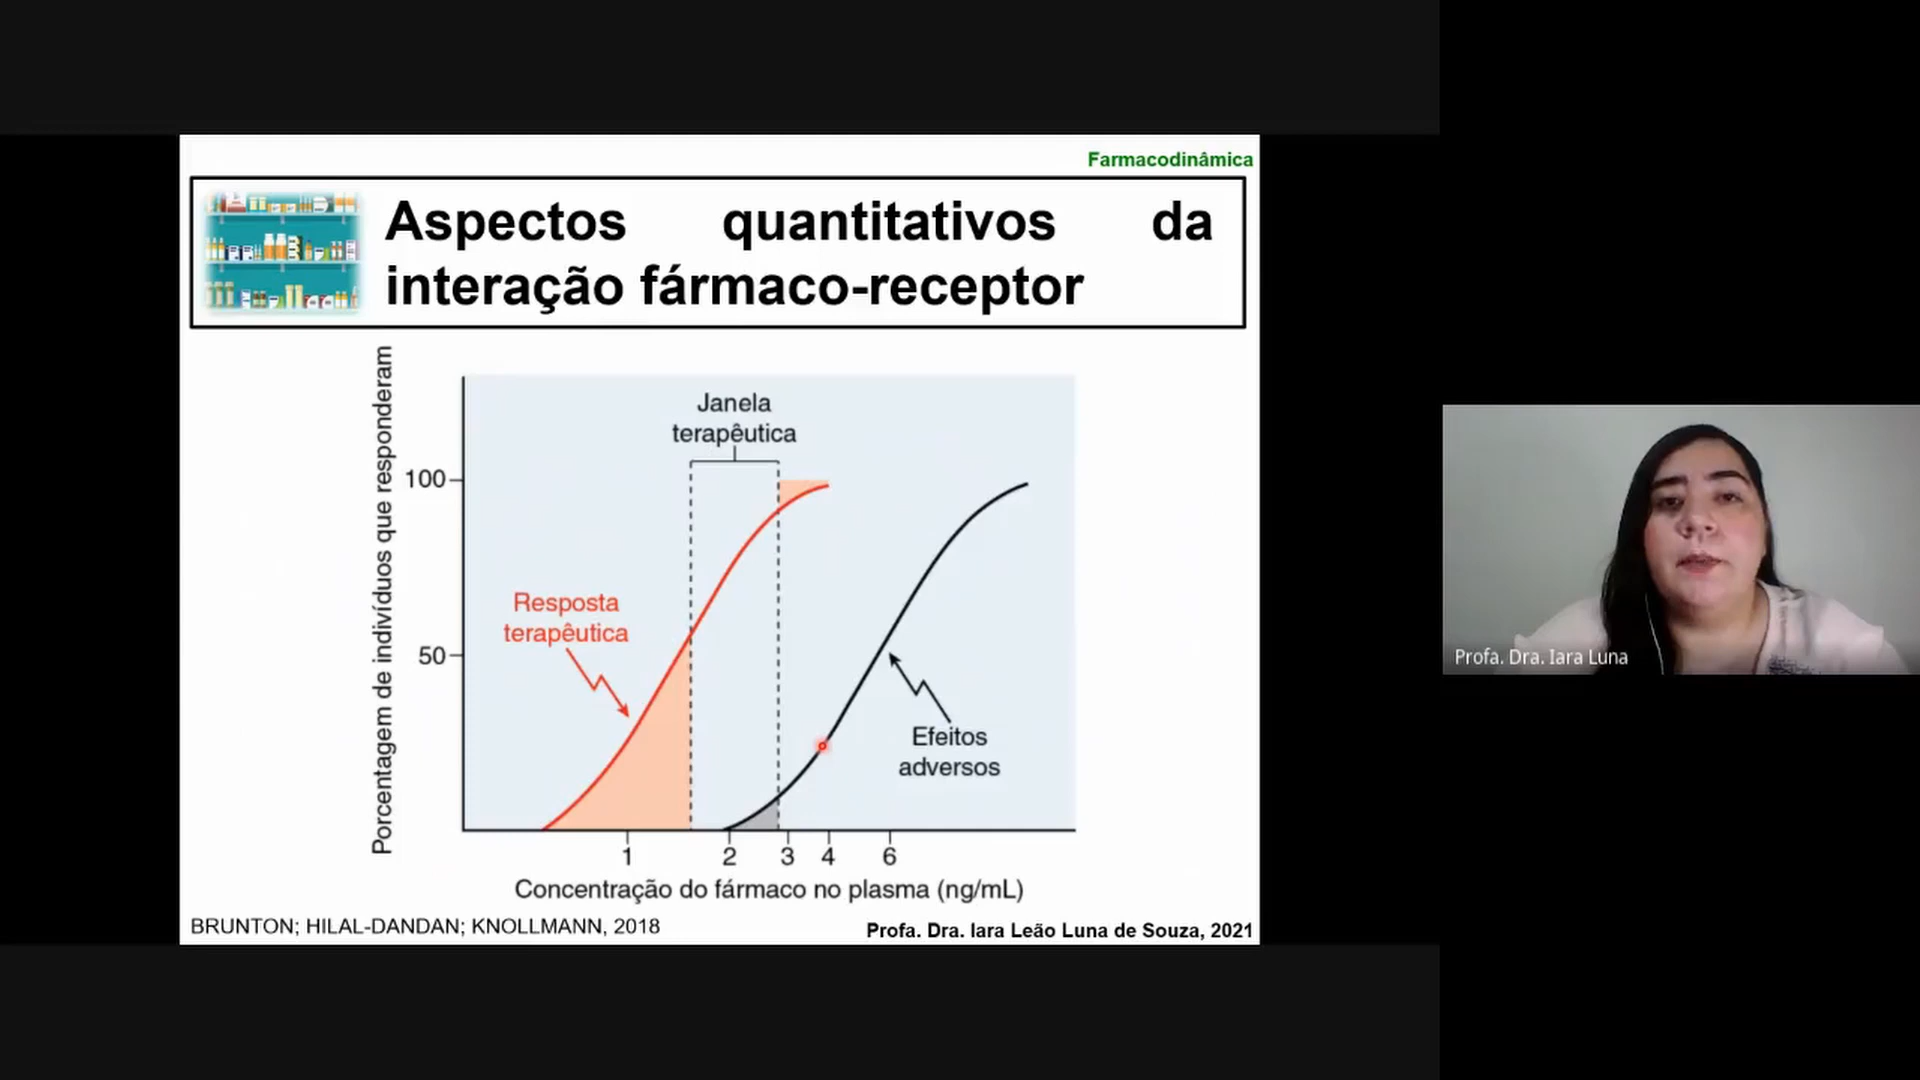 Farmacodinâmica
Aspectos quantitativos da
interação fármaco-receptor
Porcentagem de indivíduos que responderam
Janela
terapêutica
100
Resposta
terapêutica
50
Efeitos
adversos
1 2 3 4 6
Concentração do fármaco no plasma (ng/mL)
BRUNTON; HILAL-DANDAN; KNOLLMANN, 2018
Profa. Dra. Iara Leão Luna de Souza, 2021
Profa. Dra. Iara Luna